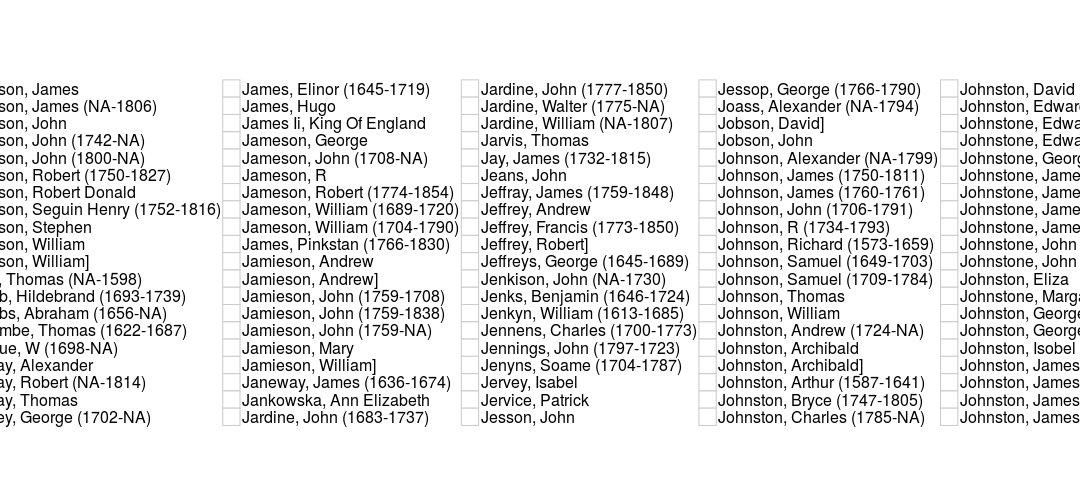 son, James
son, James (NA-1806)
son, John
son, John (1742-NA)
son, John (1800-NA)
son, Robert (1750-1827)
son, Robert Donald
son, Seguin Henry (1752-1816)
son, Stephen
son, William
son, William]
, Thomas (NA-1598)
b, Hildebrand (1693-1739)
bs, Abraham (1656-NA)
mbe, Thomas (1622-1687)
ue, W (1698-NA)
ay, Alexander
ay, Robert (NA-1814)
ay, Thomas
ey, George (1702-NA)
James, Elinor (1645-1719)
James, Hugo
James Ii, King Of England
Jameson, George
Jameson, John (1708-NA)
Jameson, R
Jameson, Robert (1774-1854)
Jameson, William (1689-1720)
Jameson, William (1704-1790)
James, Pinkstan (1766-1830)
Jamieson, Andrew
Jamieson, Andrew]
Jamieson, John (1759-1708)
Jamieson, John (1759-1838)
Jamieson, John (1759-NA)
Jamieson, Mary
Jamieson, William]
Janeway, James (1636-1674)
Jankowska, Ann Elizabeth
Jardine, John (1683-1737)
Jardine, John (1777-1850)
Jardine, Walter (1775-NA)
Jardine, William (NA-1807)
Jarvis, Thomas
Jay, James (1732-1815)
Jeans, John
Jeffray, James (1759-1848)
Jeffrey, Andrew
Jeffrey, Francis (1773-1850)
Jeffrey, Robert]
Jeffreys, George (1645-1689)
Jenkison, John (NA-1730)
Jenks, Benjamin (1646-1724)
Jenkyn, William (1613-1685)
Jennens, Charles (1700-1773)
Jennings, John (1797-1723)
Jenyns, Soame (1704-1787)
Jervey, Isabel
Jervice, Patrick
Jesson, John
Jessop, George (1766-1790)
Joass, Alexander (NA-1794)
Jobson, David]
Jobson, John
Johnson, Alexander (NA-1799)
Johnson, James (1750-1811)
Johnson, James (1760-1761)
Johnson, John (1706-1791)
Johnson, R (1734-1793)
Johnson, Richard (1573-1659)
Johnson, Samuel (1649-1703)
Johnson, Samuel (1709-1784)
Johnson, Thomas
Johnson, William
Johnston, Andrew (1724-NA)
Johnston, Archibald
Johnston, Archibald]
Johnston, Arthur (1587-1641)
Johnston, Bryce (1747-1805)
Johnston, Charles (1785-NA)
Johnston, David
Johnston, Edwar
Johnstone, Edwa
Johnstone, Edwa
Johnstone, Georg
Johnstone, Jame
Johnstone, Jame
Johnstone, Jame
Johnstone, Jame
Johnstone, John
Johnstone, John
Johnston, Eliza
Johnstone, Marga
Johnston, George
Johnston, George
Johnston, Isobel
Johnston, James
Johnston, James
Johnston, James
Johnston, James